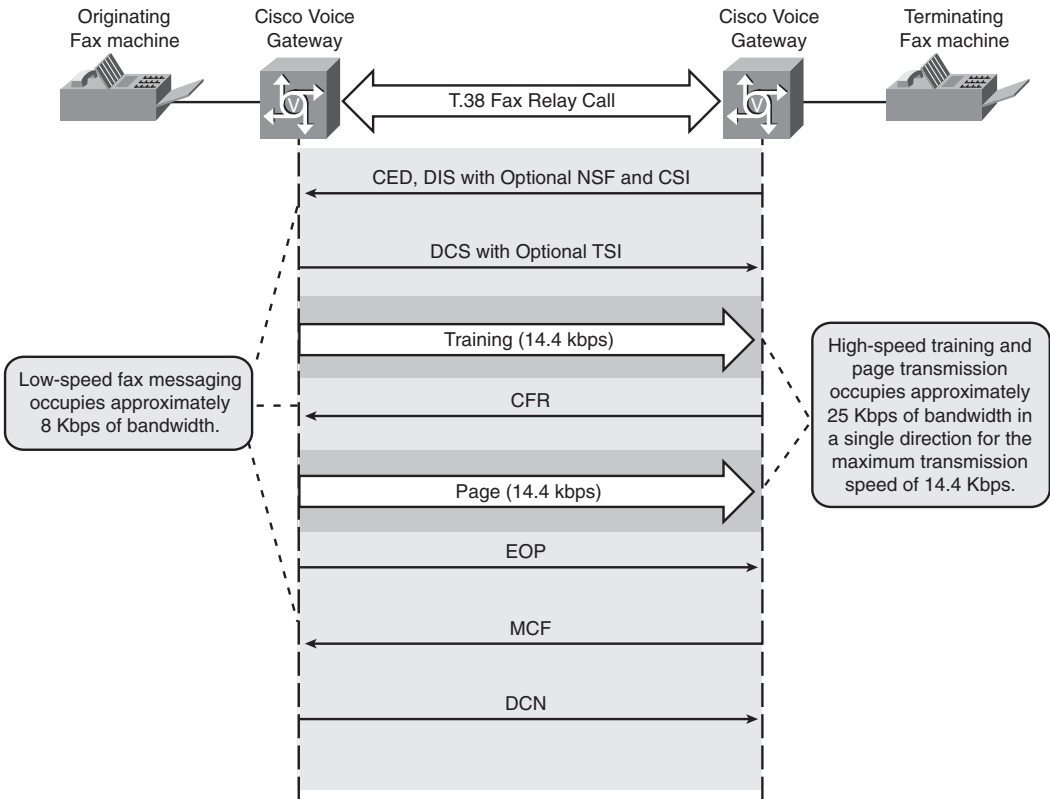 Originating
Fax machine
Cisco Voice
Gateway
Cisco Voice
Gateway
Terminating
Fax machine
V
T.38 Fax Relay Call
V
CED, DIS with Optional NSF and CSI
DCS with Optional TSI
Training (14.4 kbps)
Low-speed fax messaging
occupies approximately
8 Kbps of bandwidth.
High-speed training and
page transmission
occupies approximately
25 Kbps of bandwidth in
a single direction for the
maximum transmission
speed of 14.4 Kbps.
CFR
Page (14.4 kbps)
EOP
MCF
DCN